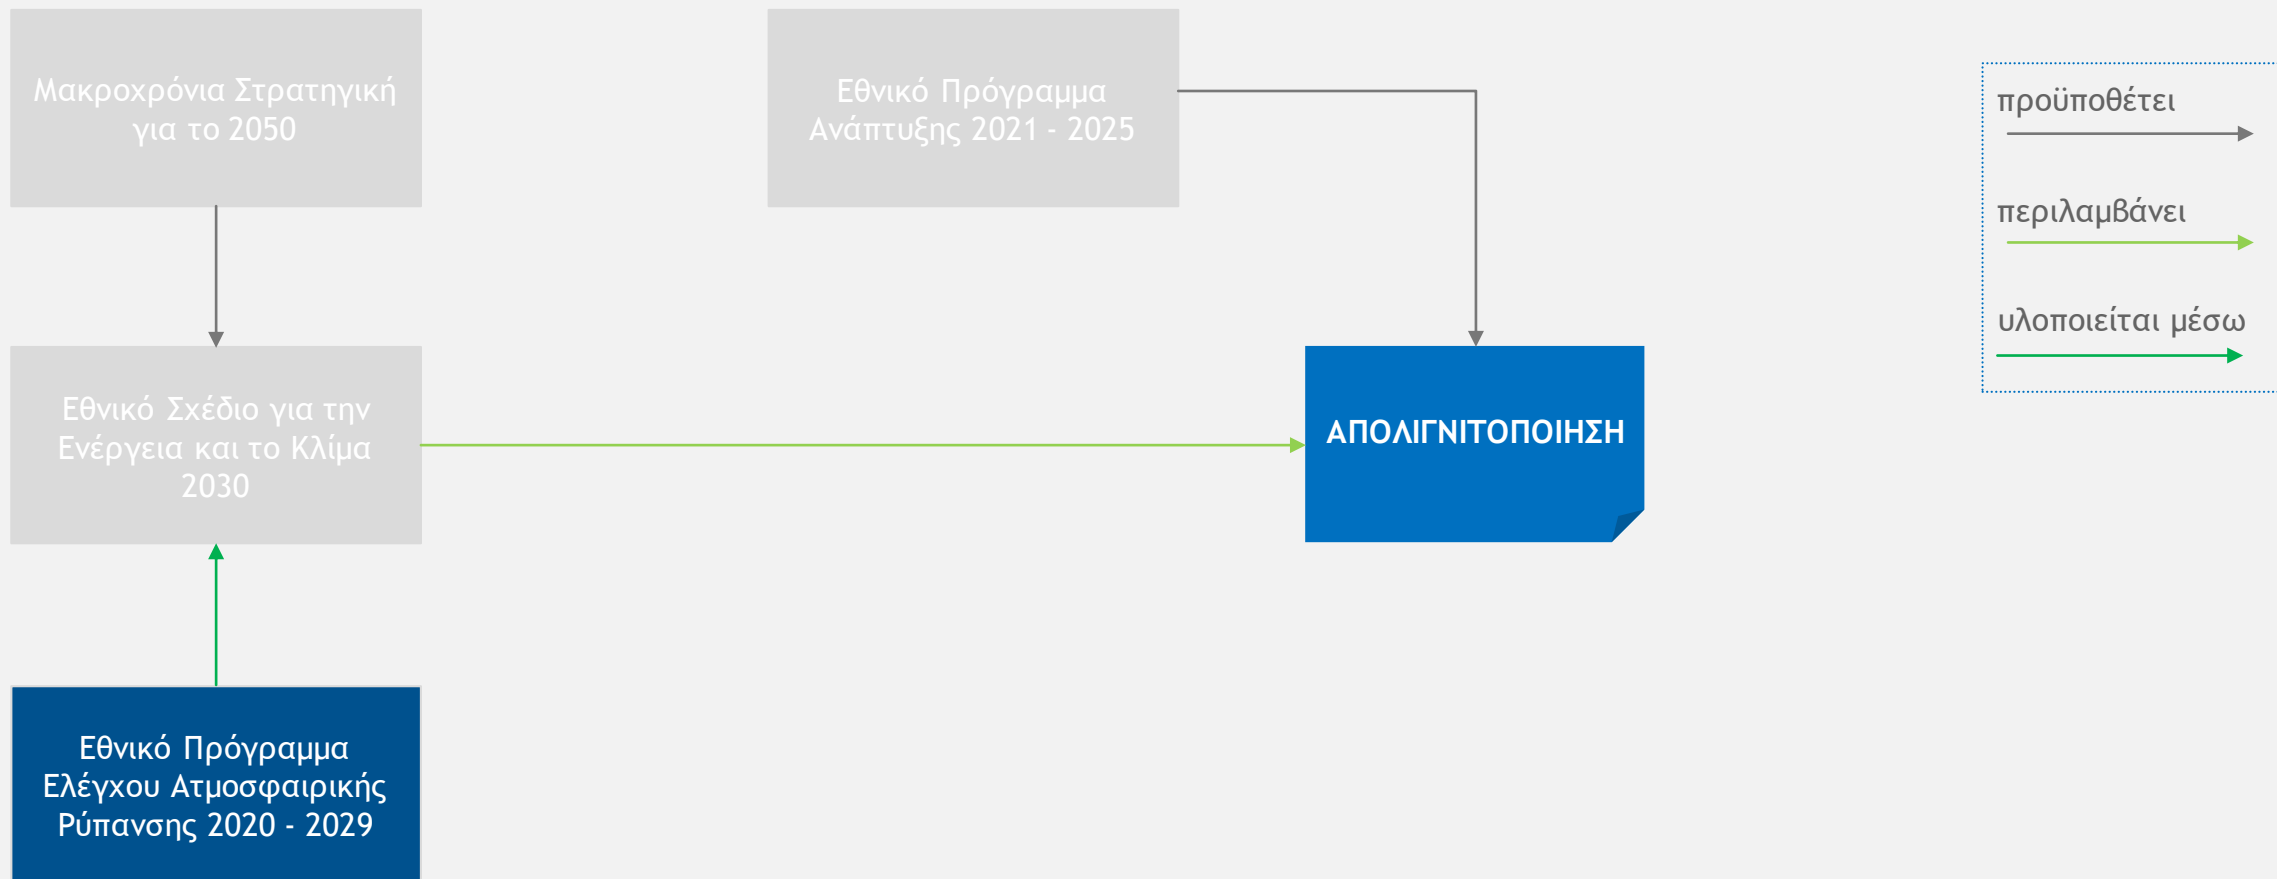 Μακροχρόνια Στρατηγική
για το 2050
Εθνικό Πρόγραμμα
Ανάπτυξης 2021 - 2025
προϋποθέτει
περιλαμβάνει
υλοποιείται μέσω
Εθνικό Σχέδιο για την
Ενέργεια και το Κλίμα
2030
ΑΠΟΛΙΓΝΙΤΟΠΟΙΗΣΗ
Εθνικό Πρόγραμμα
Ελέγχου Ατμοσφαιρικής
Ρύπανσης 2020 - 2029